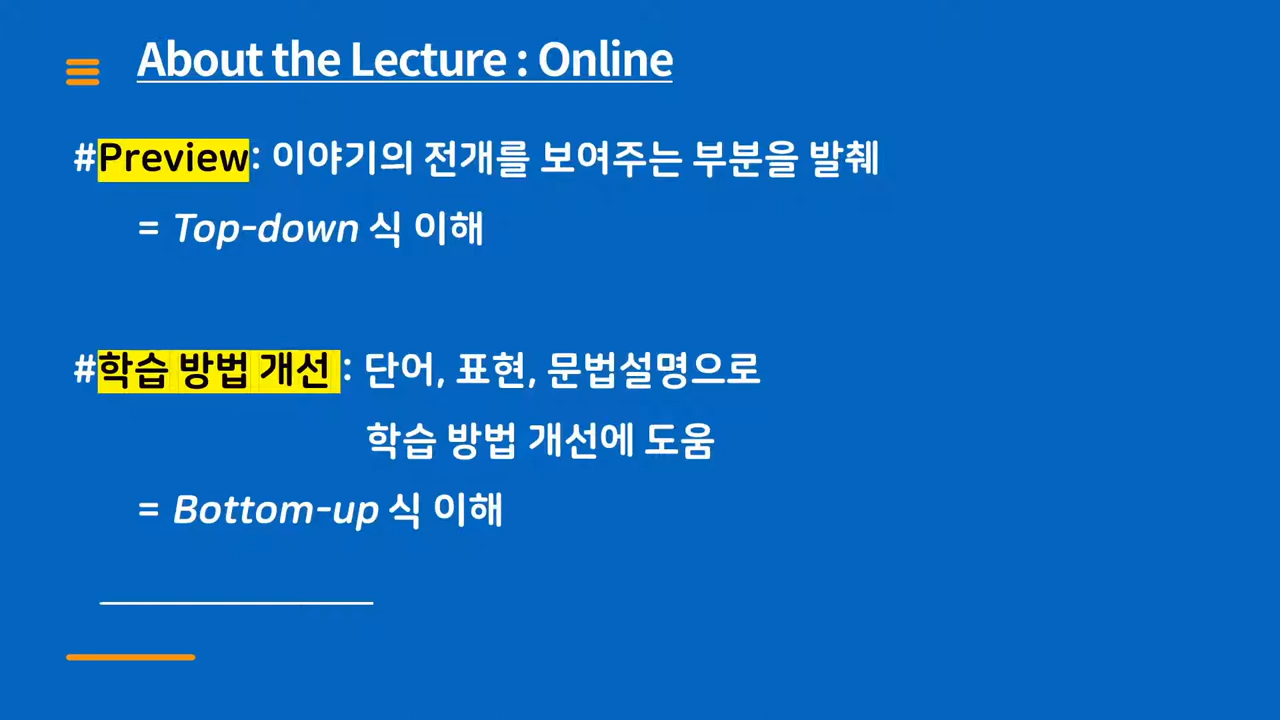 About the Lecture : Online
#Preview: 이야기의 전개를 보여주는 부분을 발췌
= Top-down 식 이해
#학습 방법 개선 : 단어, 표현, 문법설명으로
학습 방법 개선에 도움
= Bottom-up 식 이해